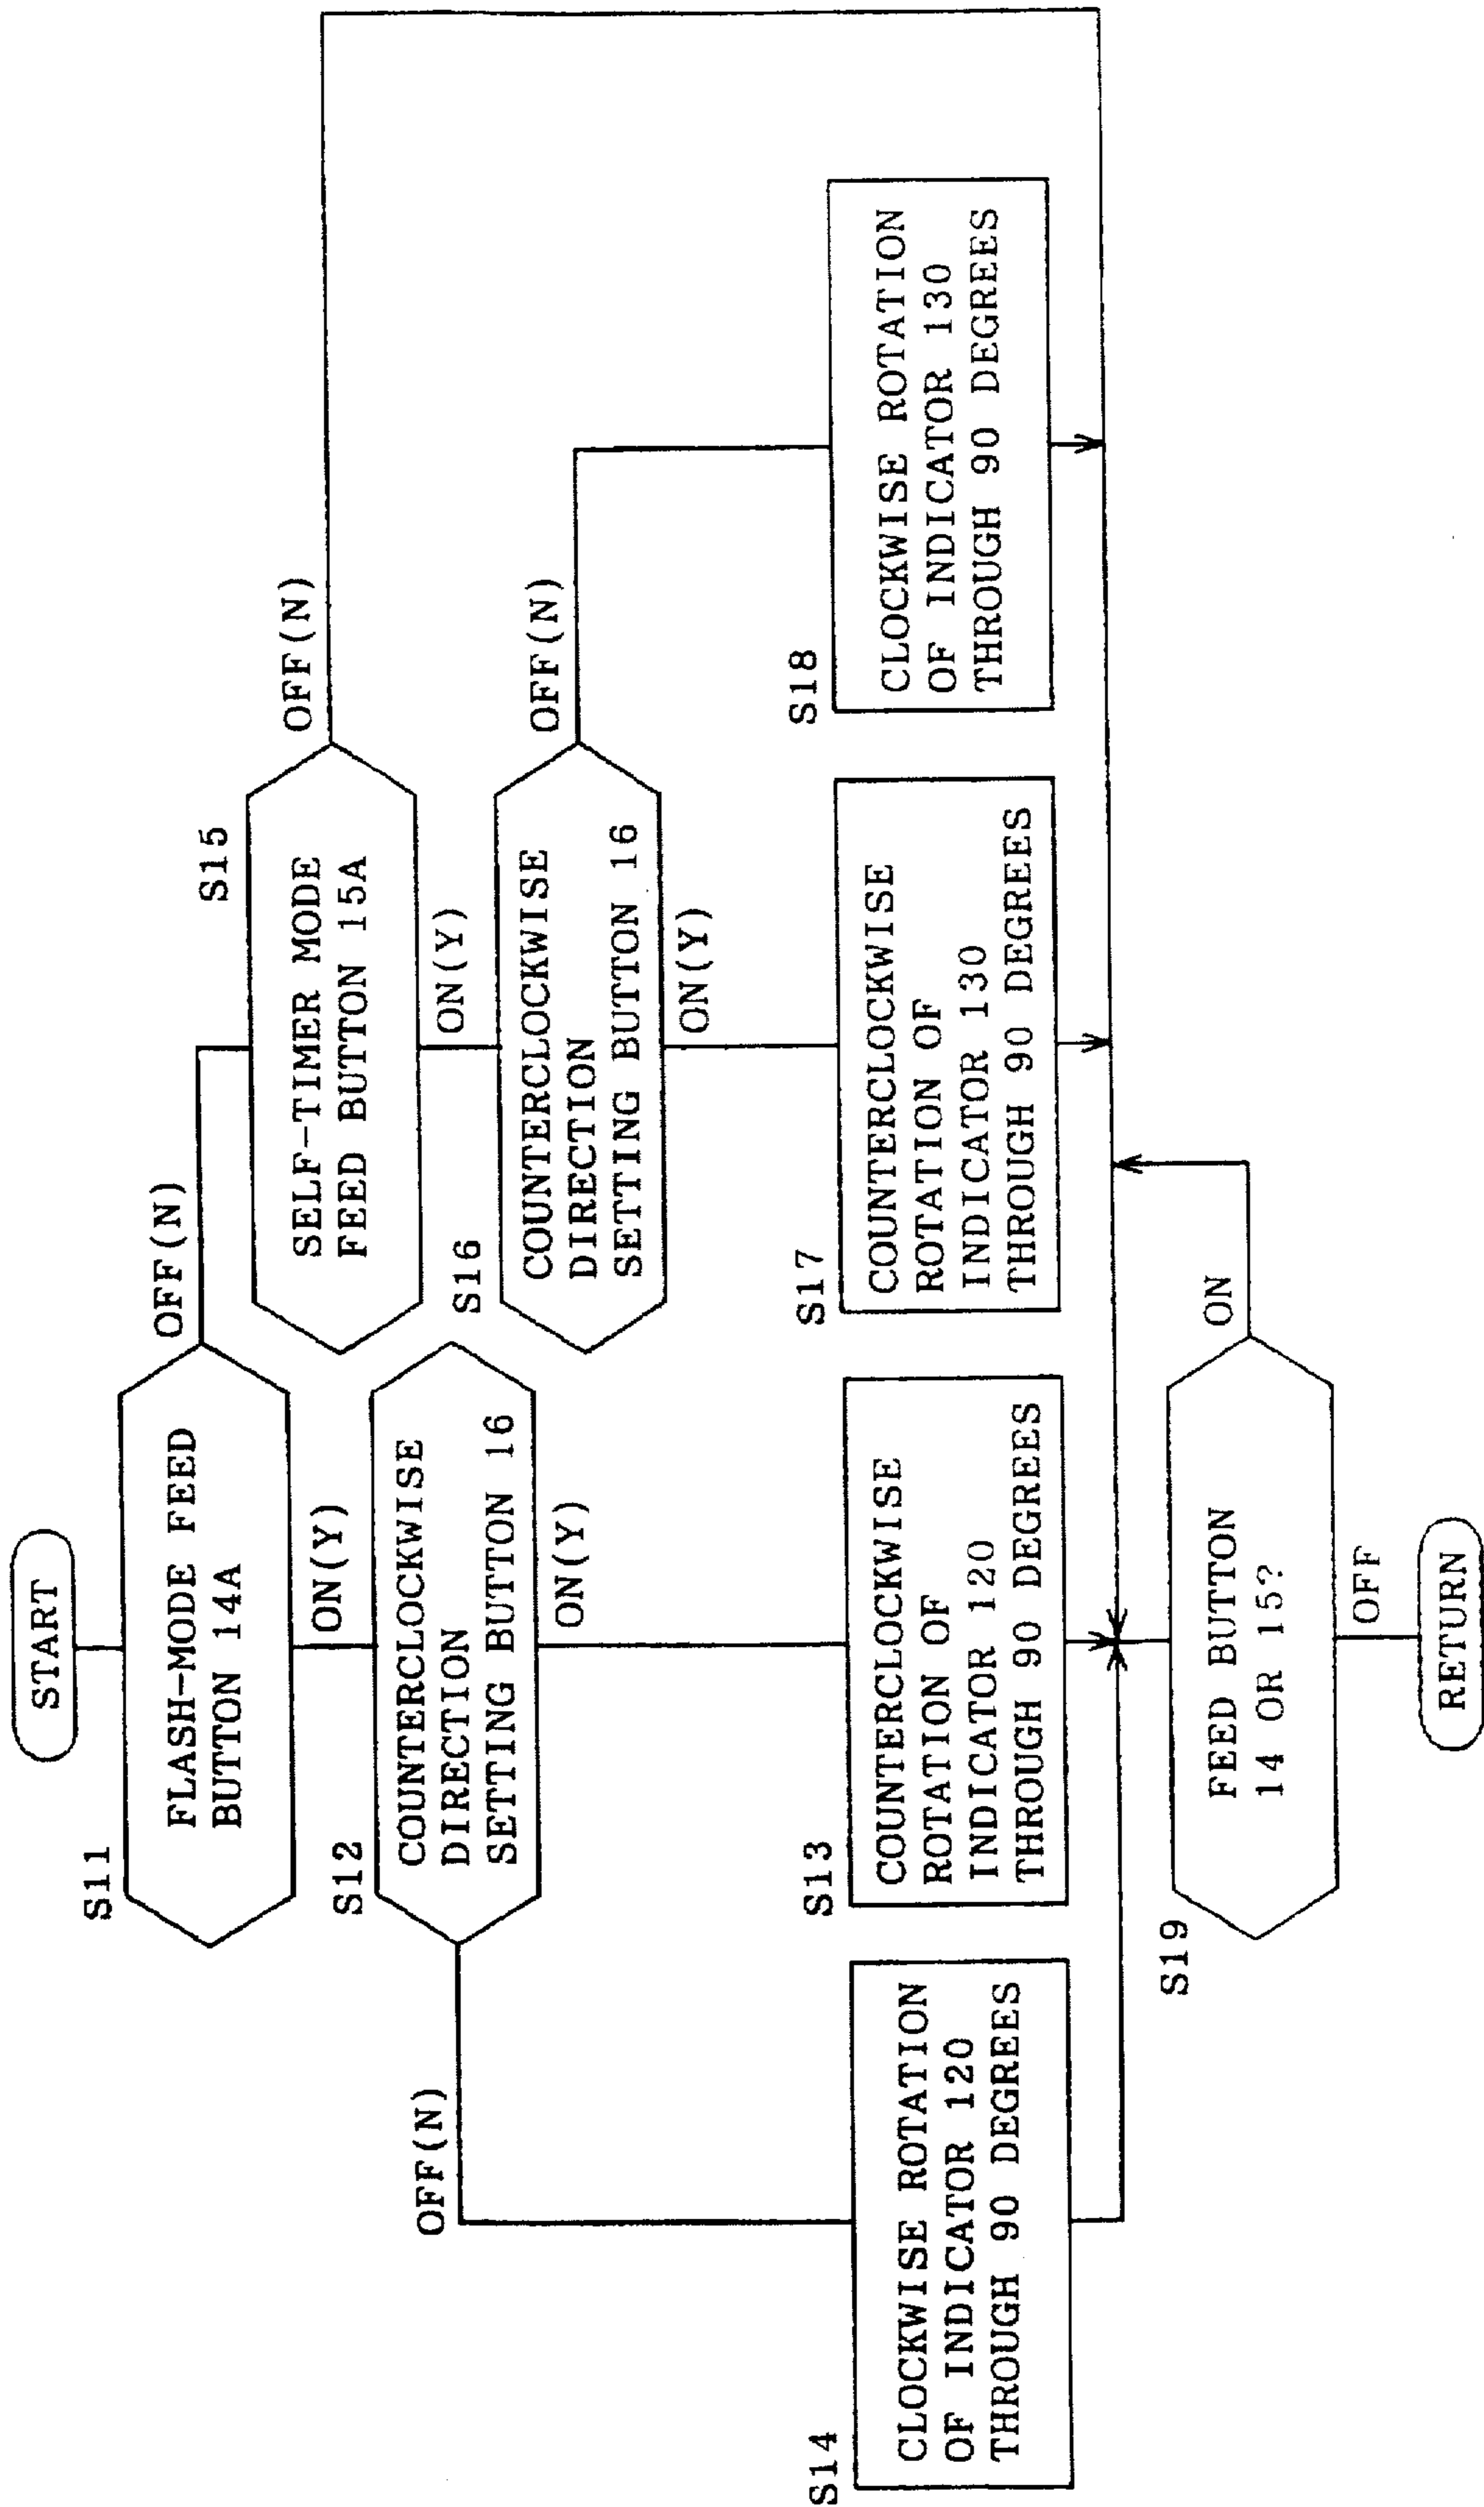 START
S11
FLASH-MODE FEED
BUTTON 14A
OFF(N)
ON(Y)
S12
COUNTERCLOCKWISE
DIRECTION
SETTING BUTTON 16
OFF(N)
ON(Y)
S15
SELF-TIMER MODE
FEED BUTTON 15A
OFF(N)
ON(Y)
S16
COUNTERCLOCKWISE
DIRECTION
SETTING BUTTON 16
OFF(N)
ON(Y)
S14
CLOCKWISE ROTATION
OF INDICATOR 120
THROUGH 90 DEGREES
S13
COUNTERCLOCKWISE
ROTATION OF
INDICATOR 120
THROUGH 90 DEGREES
S17
COUNTERCLOCKWISE
ROTATION OF
INDICATOR 130
THROUGH 90 DEGREES
S18
CLOCKWISE ROTATION
OF INDICATOR 130
THROUGH 90 DEGREES
S19
FEED BUTTON
14 OR 15?
ON
OFF
RETURN